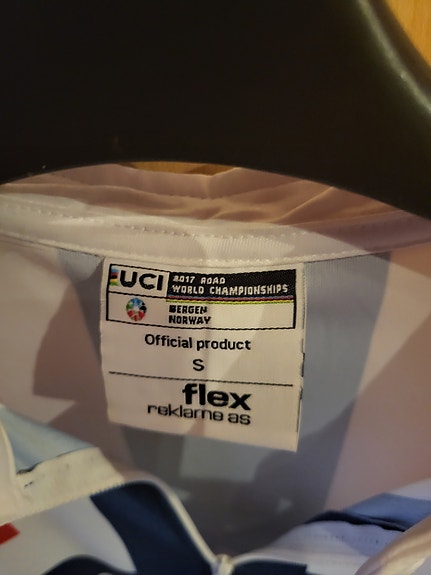 UCI
2017 ROAD
WORLD CHAMPIONSHIPS
BERGEN
NORWAY
Official product
S
flex
reklame as